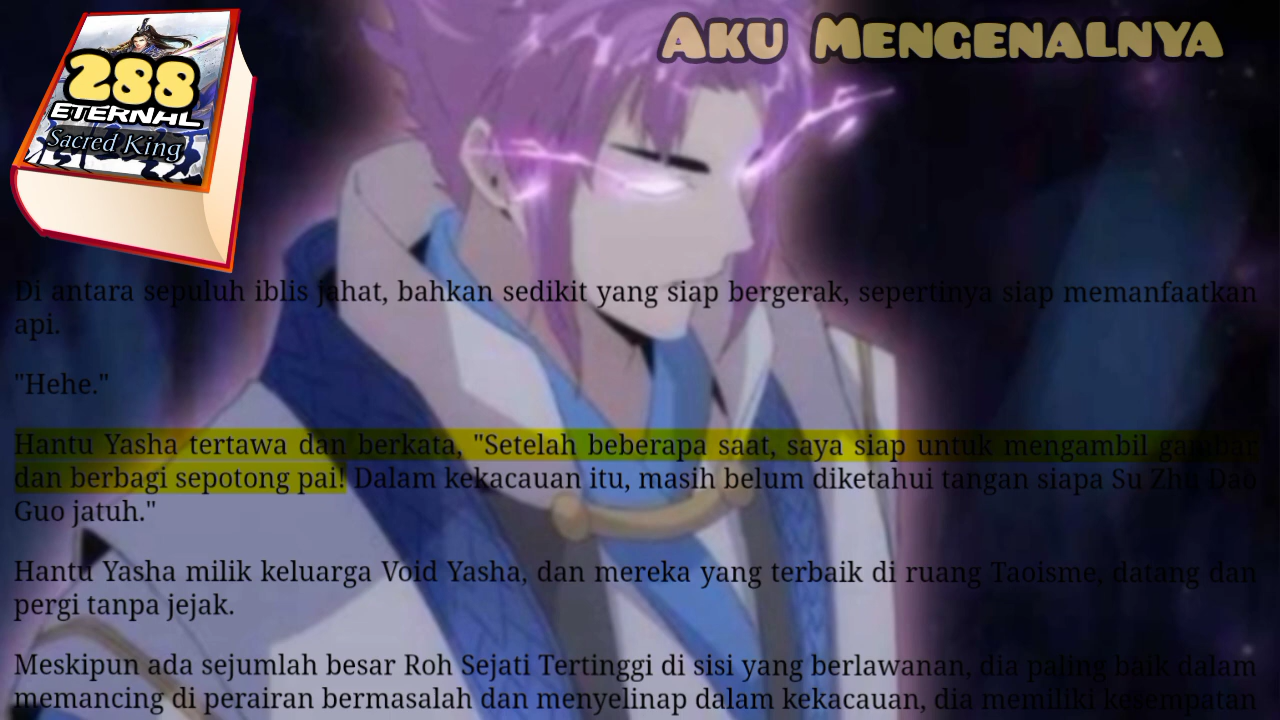 Aku Mengenalnya
288
ETERNAL
Sacred King
Di antara sepuluh iblis jahat, bahkan sedikit yang siap bergerak, sepertinya siap memanfaatkan
api.
"Hehe."
Hantu Yasha tertawa dan berkata, "Setelah beberapa saat, saya siap untuk mengambil gambar
dan berbagi sepotong pai! Dalam kekacauan itu, masih belum diketahui tangan siapa Su Zhu Dao
Guo jatuh."
Hantu Yasha milik keluarga Void Yasha, dan mereka yang terbaik di ruang Taoisme, datang dan
pergi tanpa jejak.
Meskipun ada sejumlah besar Roh Sejati Tertinggi di sisi yang berlawanan, dia paling baik dalam
memancing di perairan bermasalah dan menyelinap dalam kekacauan, dia memiliki kesempatan